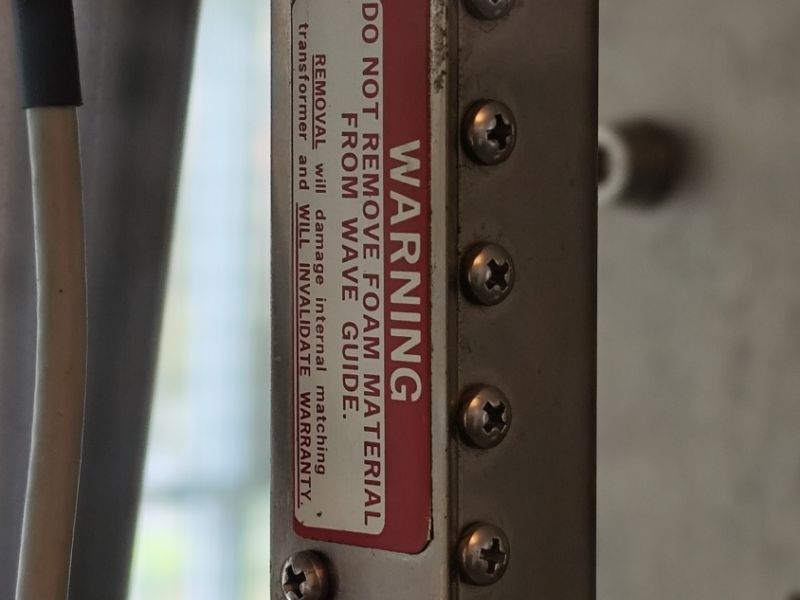 WARNING
DO NOT REMOVE FOAM MATERIAL
FROM WAVE GUIDE.
REMOVAL will damage internal matching
transformer and WILL INVALIDATE WARRANTY.